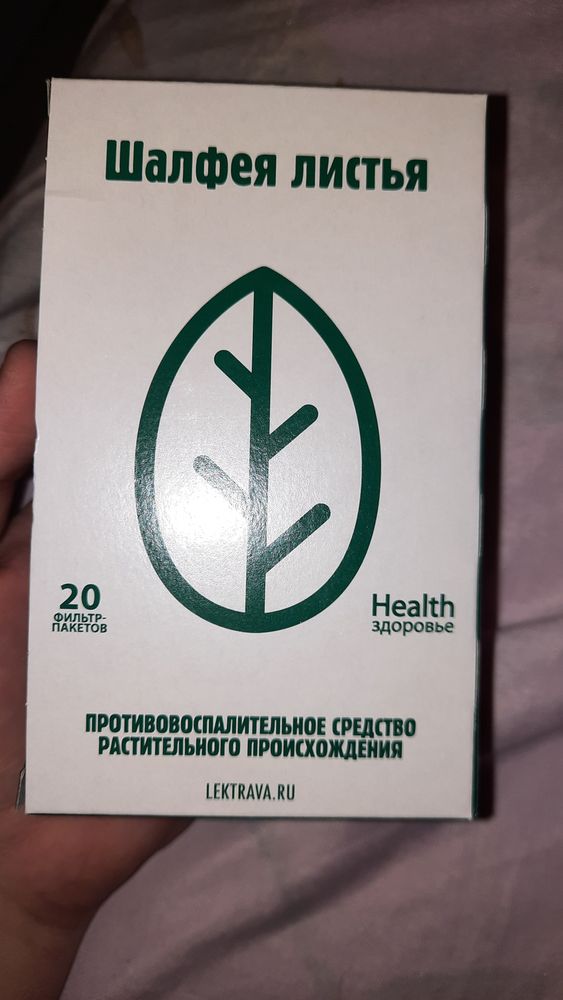 Шалфея листья
20
ФИЛЬТР-
ПАКЕТОВ
Health
здоровье
ПРОТИВОВОСПАЛИТЕЛЬНОЕ СРЕДСТВО
РАСТИТЕЛЬНОГО ПРОИСХОЖДЕНИЯ
LEKTRAVA.RU